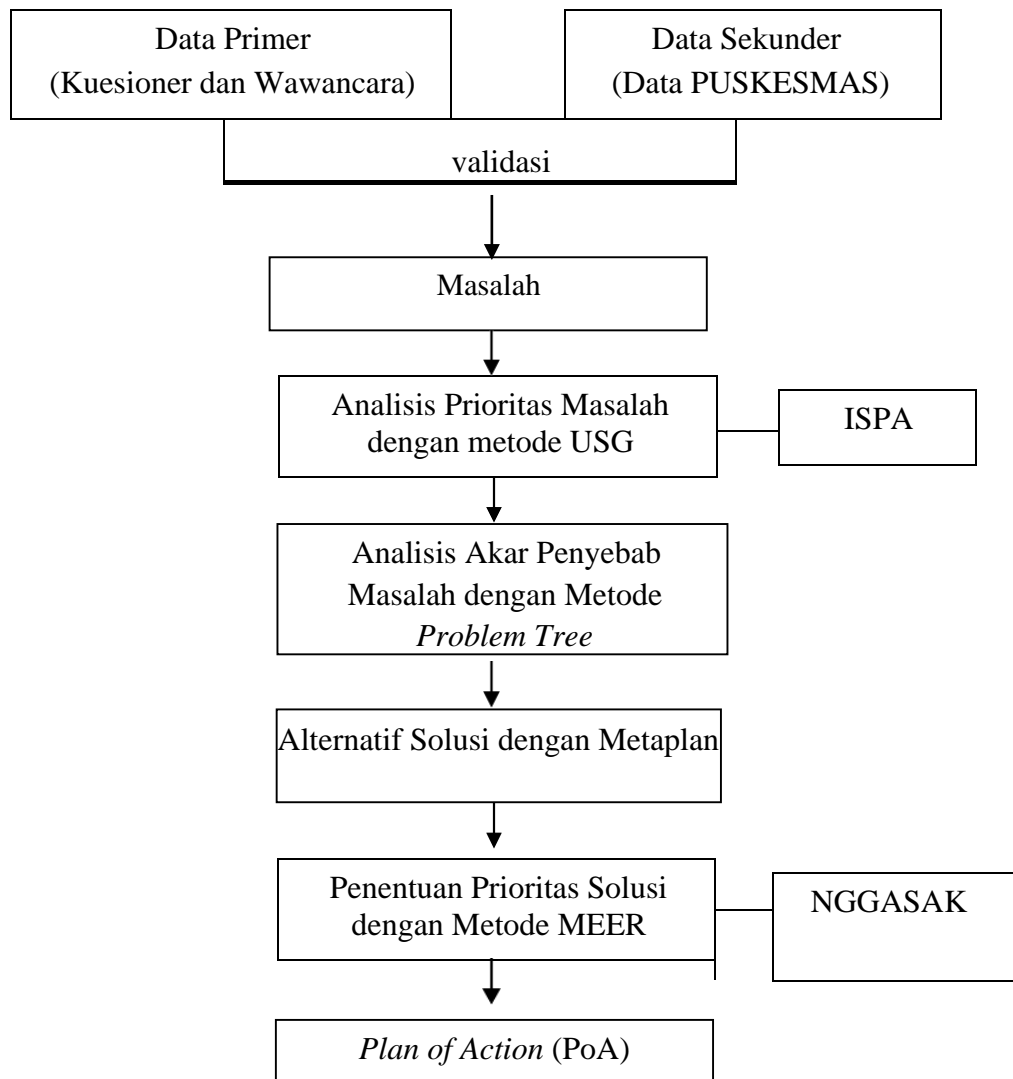 Data Primer
(Kuesioner dan Wawancara)
Data Sekunder
(Data PUSKESMAS)
validasi
Masalah
Analisis Prioritas Masalah
dengan metode USG
ISPA
Analisis Akar Penyebab
Masalah dengan Metode
Problem Tree
Alternatif Solusi dengan Metaplan
Penentuan Prioritas Solusi
dengan Metode MEER
NGGASAK
Plan of Action (PoA)